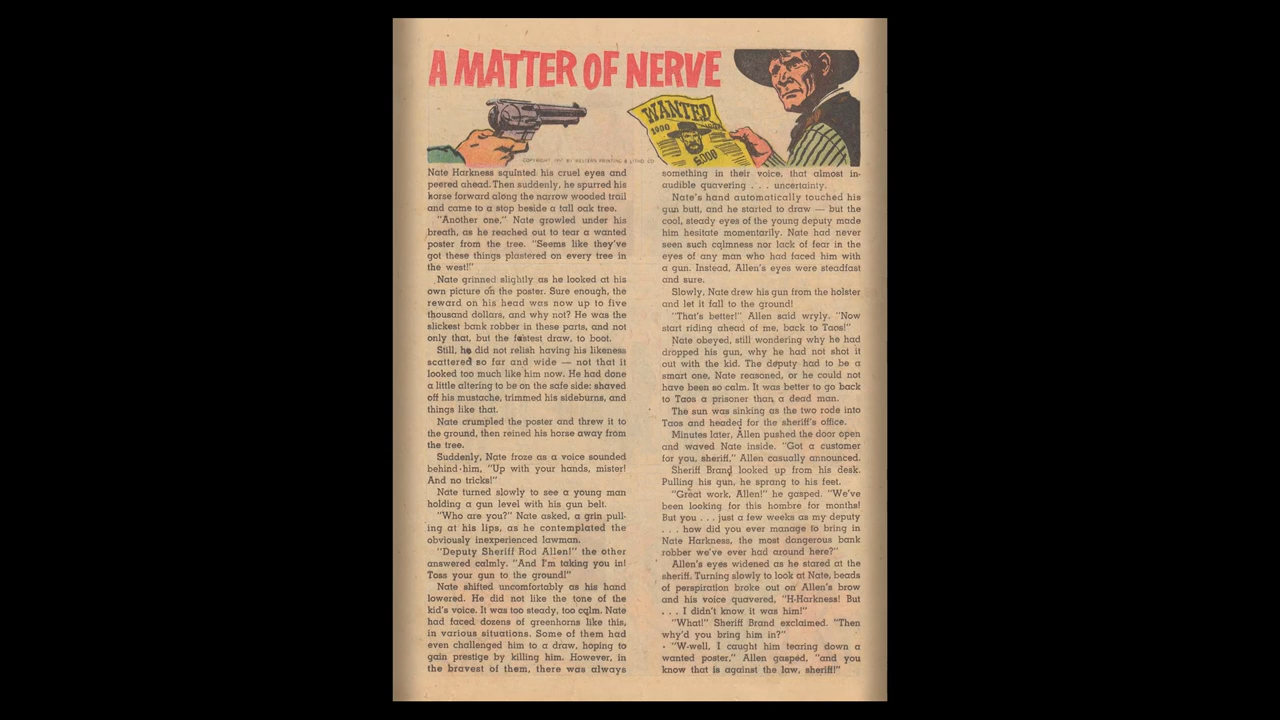 A MATTER OF NERVE
WANTED
1900
5,000
COPYRIGHT 1957 BY WESTERN PRINTING & LITHO CO
Nate Harkness squinted his cruel eyes and
peered ahead. Then suddenly, he spurred his
horse forward along the narrow wooded trail
and came to a stop beside a tall oak tree.
"Another one," Nate growled under his
breath, as he reached out to tear a wanted
poster from the tree. "Seems like they've
got these things plastered on every tree in
the west!"
Nate grinned slightly as he looked at his
own picture on the poster. Sure enough, the
reward on his head was now up to five
thousand dollars, and why not? He was the
slickest bank robber in these parts, and not
only that, but the fastest draw, to boot.
Still, he did not relish having his likeness
scattered so far and wide — not that it
looked too much like him now. He had done
a little altering to be on the safe side: shaved
off his mustache, trimmed his sideburns, and
things like that.
Nate crumpled the poster and threw it to
the ground, then reined his horse away from
the tree.
Suddenly, Nate froze as a voice sounded
behind him, "Up with your hands, mister!
And no tricks!"
Nate turned slowly to see a young man
holding a gun level with his gun belt.
"Who are you?" Nate asked, a grin pull-
ing at his lips, as he contemplated the
obviously inexperienced lawman.
"Deputy Sheriff Rod Allen!" the other
answered calmly. "And I'm taking you in!
Toss your gun to the ground!"
Nate shifted uncomfortably as his hand
lowered. He did not like the tone of the
kid's voice. It was too steady, too calm. Nate
had faced dozens of greenhorns like this,
in various situations. Some of them had
even challenged him to a draw, hoping to
gain prestige by killing him. However, in
the bravest of them, there was always
something in their voice, that almost in-
audible quavering . . . uncertainty.
Nate's hand automatically touched his
gun butt, and he started to draw — but the
cool, steady eyes of the young deputy made
him hesitate momentarily. Nate had never
seen such calmness nor lack of fear in the
eyes of any man who had faced him with
a gun. Instead, Allen's eyes were steadfast
and sure.
Slowly, Nate drew his gun from the holster
and let it fall to the ground!
"That's better!" Allen said wryly. "Now
start riding ahead of me, back to Taos!"
Nate obeyed, still wondering why he had
dropped his gun, why he had not shot it
out with the kid. The deputy had to be a
smart one, Nate reasoned, or he could not
have been so calm. It was better to go back
to Taos a prisoner than a dead man.
The sun was sinking as the two rode into
Taos and headed for the sheriff's office.
Minutes later, Allen pushed the door open
and waved Nate inside. "Got a customer
for you, sheriff," Allen casually announced.
Sheriff Brand looked up from his desk.
Pulling his gun, he sprang to his feet.
"Great work, Allen!" he gasped. "We've
been looking for this hombre for months!
But you . . . just a few weeks as my deputy
. . . how did you ever manage to bring in
Nate Harkness, the most dangerous bank
robber we've ever had around here?"
Allen's eyes widened as he stared at the
sheriff. Turning slowly to look at Nate, beads
of perspiration broke out on Allen's brow
and his voice quavered, "H-Harkness! But
. . . I didn't know it was him!"
"What!" Sheriff Brand exclaimed. "Then
why'd you bring him in?"
"W-well, I caught him tearing down a
wanted poster," Allen gasped, "and you
know that is against the law, sheriff!"